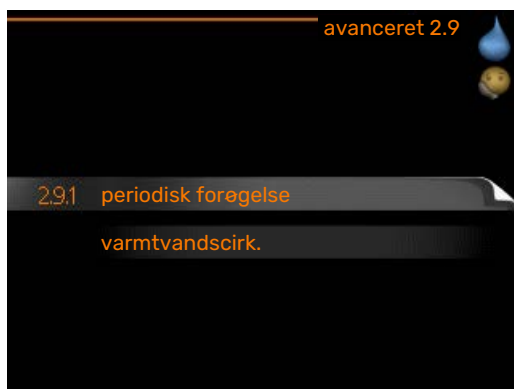 avanceret 2.9
2.9.1 periodisk forøgelse
varmtvandscirk.